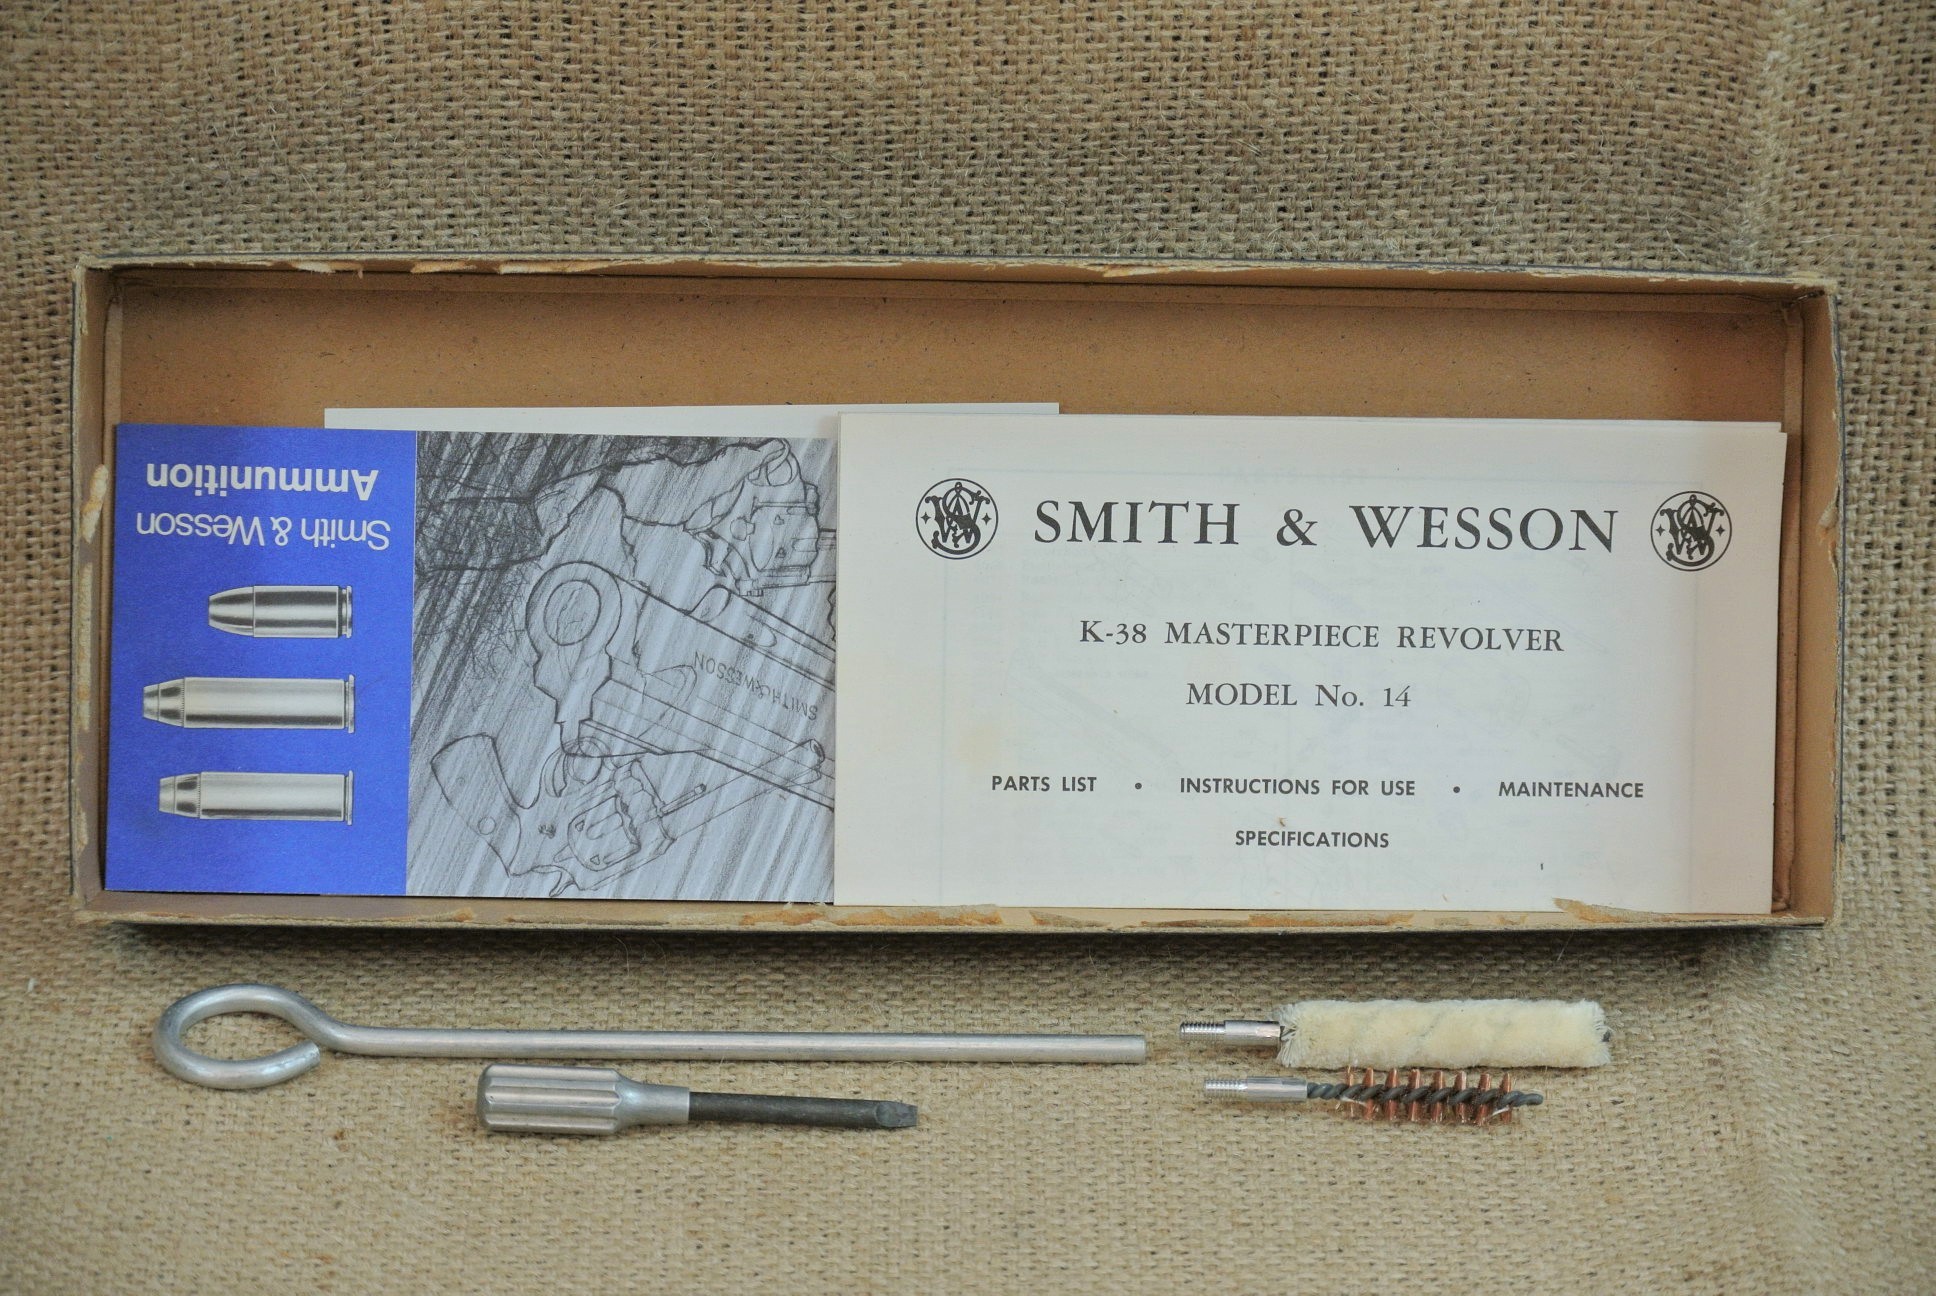 Smith & Wesson
Ammunition
SMITH & WESSON
SMITH & WESSON
K-38 MASTERPIECE REVOLVER
MODEL No. 14
PARTS LIST • INSTRUCTIONS FOR USE • MAINTENANCE
SPECIFICATIONS